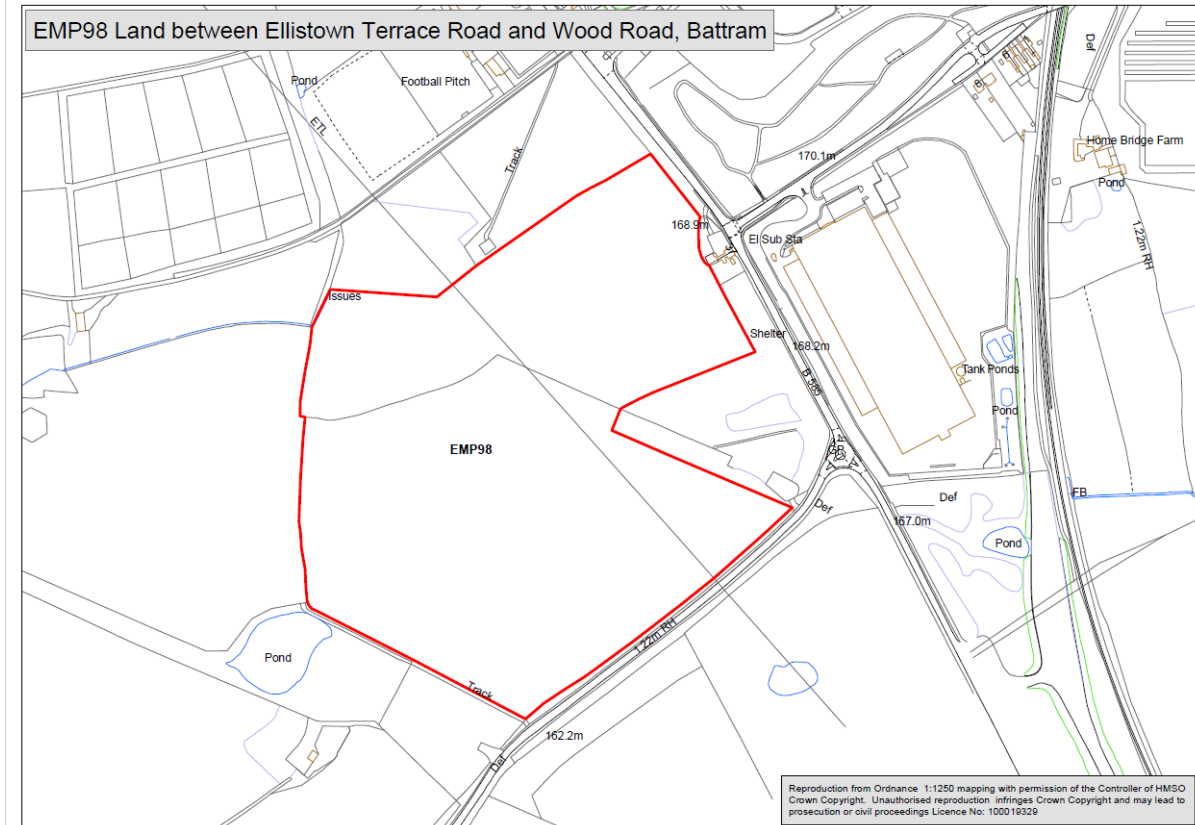 EMP98 Land between Ellistown Terrace Road and Wood Road, Battram
Def
Pond
Football Pitch
ETL
Track
Home Bridge Farm
170.1m
Pond
168.9m
El Sub Sta
1.22m RH
Issues
Shelter
168.2m
Tank Ponds
B 585
Pond
EMP98
GP
FB
Def
Def
167.0m
Pond
1.22m RH
Pond
Track
162.2m
Def
Reproduction from Ordnance 1:1250 mapping with permission of the Controller of HMSO
Crown Copyright. Unauthorised reproduction infringes Crown Copyright and may lead to
prosecution or civil proceedings Licence No: 100019329